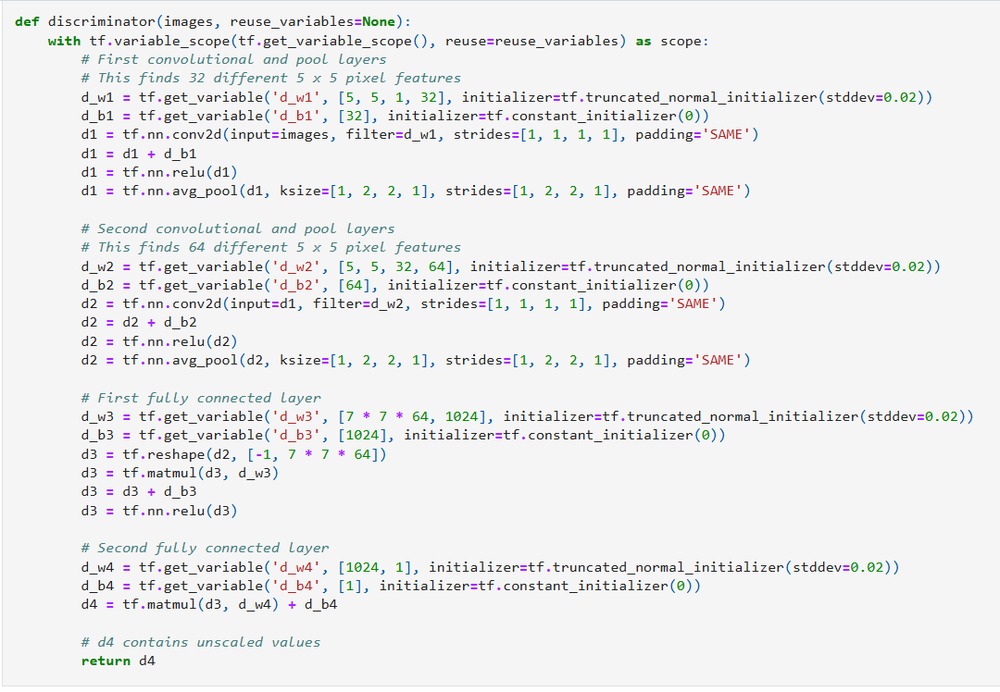 def discriminator(images, reuse_variables=None):
    with tf.variable_scope(tf.get_variable_scope(), reuse=reuse_variables) as scope:
        # First convolutional and pool layers
        # This finds 32 different 5 x 5 pixel features
        d_w1 = tf.get_variable('d_w1', [5, 5, 1, 32], initializer=tf.truncated_normal_initializer(stddev=0.02))
        d_b1 = tf.get_variable('d_b1', [32], initializer=tf.constant_initializer(0))
        d1 = tf.nn.conv2d(input=images, filter=d_w1, strides=[1, 1, 1, 1], padding='SAME')
        d1 = d1 + d_b1
        d1 = tf.nn.relu(d1)
        d1 = tf.nn.avg_pool(d1, ksize=[1, 2, 2, 1], strides=[1, 2, 2, 1], padding='SAME')

        # Second convolutional and pool layers
        # This finds 64 different 5 x 5 pixel features
        d_w2 = tf.get_variable('d_w2', [5, 5, 32, 64], initializer=tf.truncated_normal_initializer(stddev=0.02))
        d_b2 = tf.get_variable('d_b2', [64], initializer=tf.constant_initializer(0))
        d2 = tf.nn.conv2d(input=d1, filter=d_w2, strides=[1, 1, 1, 1], padding='SAME')
        d2 = d2 + d_b2
        d2 = tf.nn.relu(d2)
        d2 = tf.nn.avg_pool(d2, ksize=[1, 2, 2, 1], strides=[1, 2, 2, 1], padding='SAME')

        # First fully connected layer
        d_w3 = tf.get_variable('d_w3', [7 * 7 * 64, 1024], initializer=tf.truncated_normal_initializer(stddev=0.02))
        d_b3 = tf.get_variable('d_b3', [1024], initializer=tf.constant_initializer(0))
        d3 = tf.reshape(d2, [-1, 7 * 7 * 64])
        d3 = tf.matmul(d3, d_w3)
        d3 = d3 + d_b3
        d3 = tf.nn.relu(d3)

        # Second fully connected layer
        d_w4 = tf.get_variable('d_w4', [1024, 1], initializer=tf.truncated_normal_initializer(stddev=0.02))
        d_b4 = tf.get_variable('d_b4', [1], initializer=tf.constant_initializer(0))
        d4 = tf.matmul(d3, d_w4) + d_b4

        # d4 contains unscaled values
        return d4